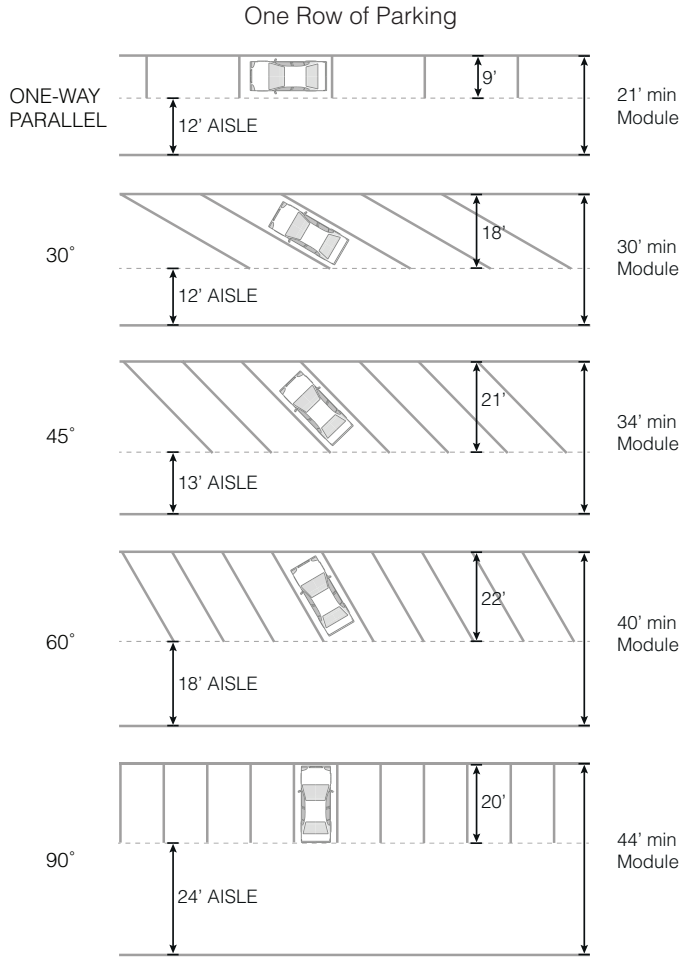 One Row of Parking
ONE-WAY
PARALLEL
9’
12’ AISLE
21’ min
Module
30˚
18’
12’ AISLE
30’ min
Module
45˚
21’
13’ AISLE
34’ min
Module
60˚
22’
18’ AISLE
40’ min
Module
90˚
20’
24’ AISLE
44’ min
Module